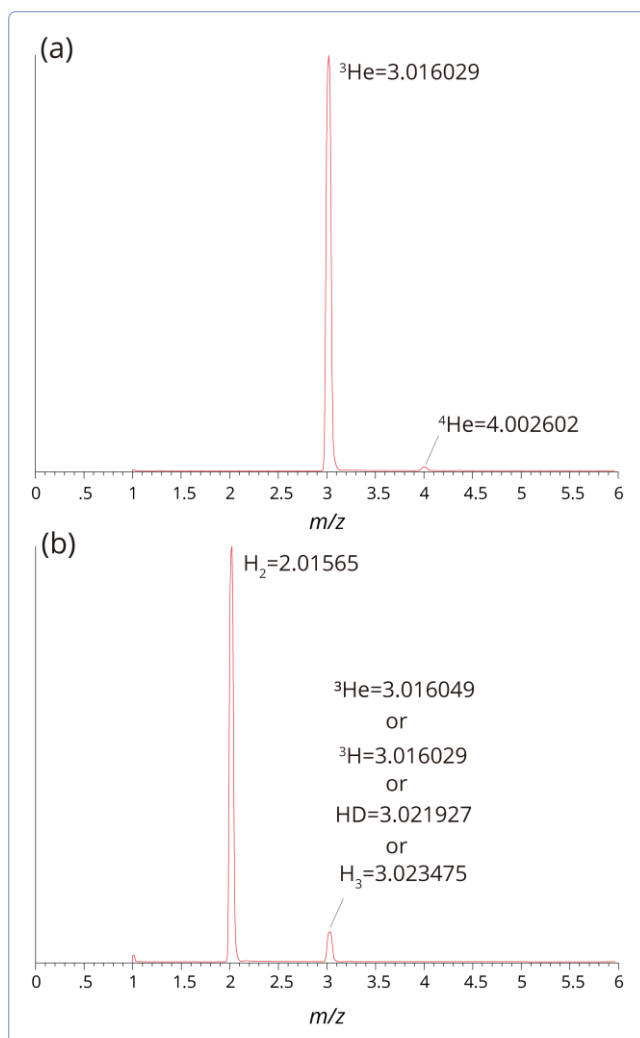 (a)
³He=3.016029
⁴He=4.002602
0 .5 1 1.5 2 2.5 3 3.5 4 4.5 5 5.5 6
m/z
(b)
H₂=2.01565
³He=3.016049
or
³H=3.016029
or
HD=3.021927
or
H₃=3.023475
0 .5 1 1.5 2 2.5 3 3.5 4 4.5 5 5.5 6
m/z